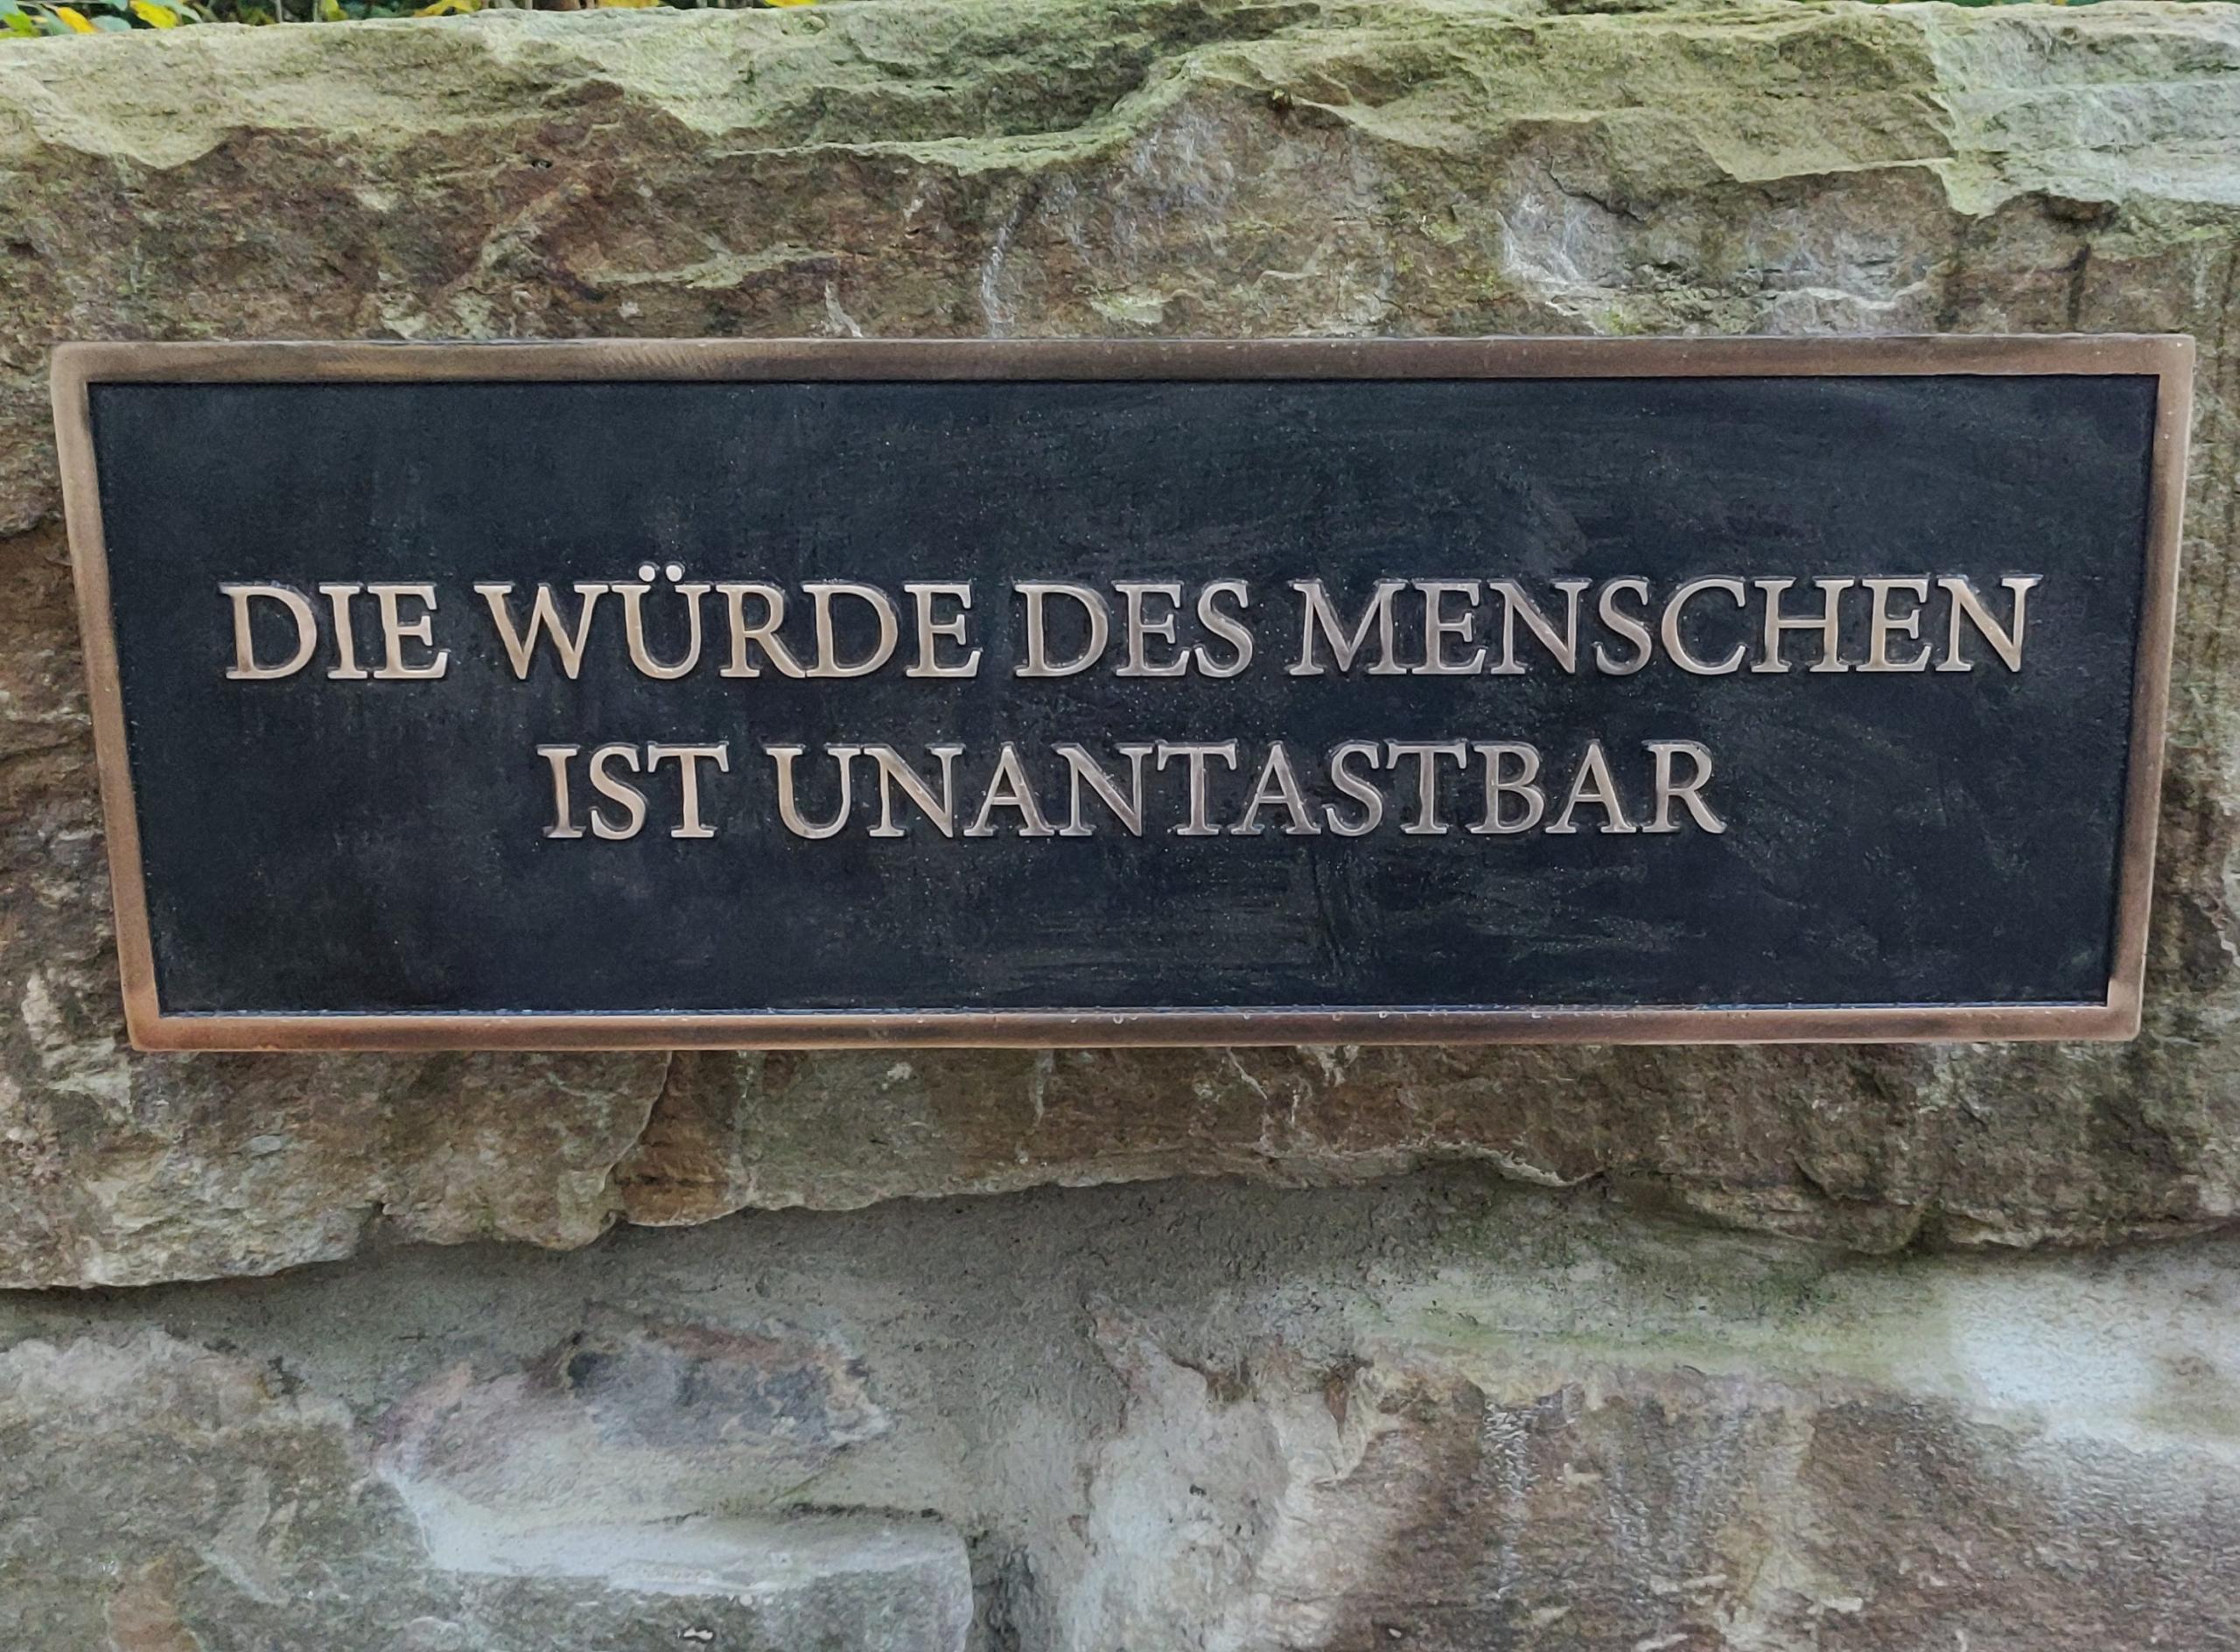 DIE WÜRDE DES MENSCHEN
IST UNANTASTBAR